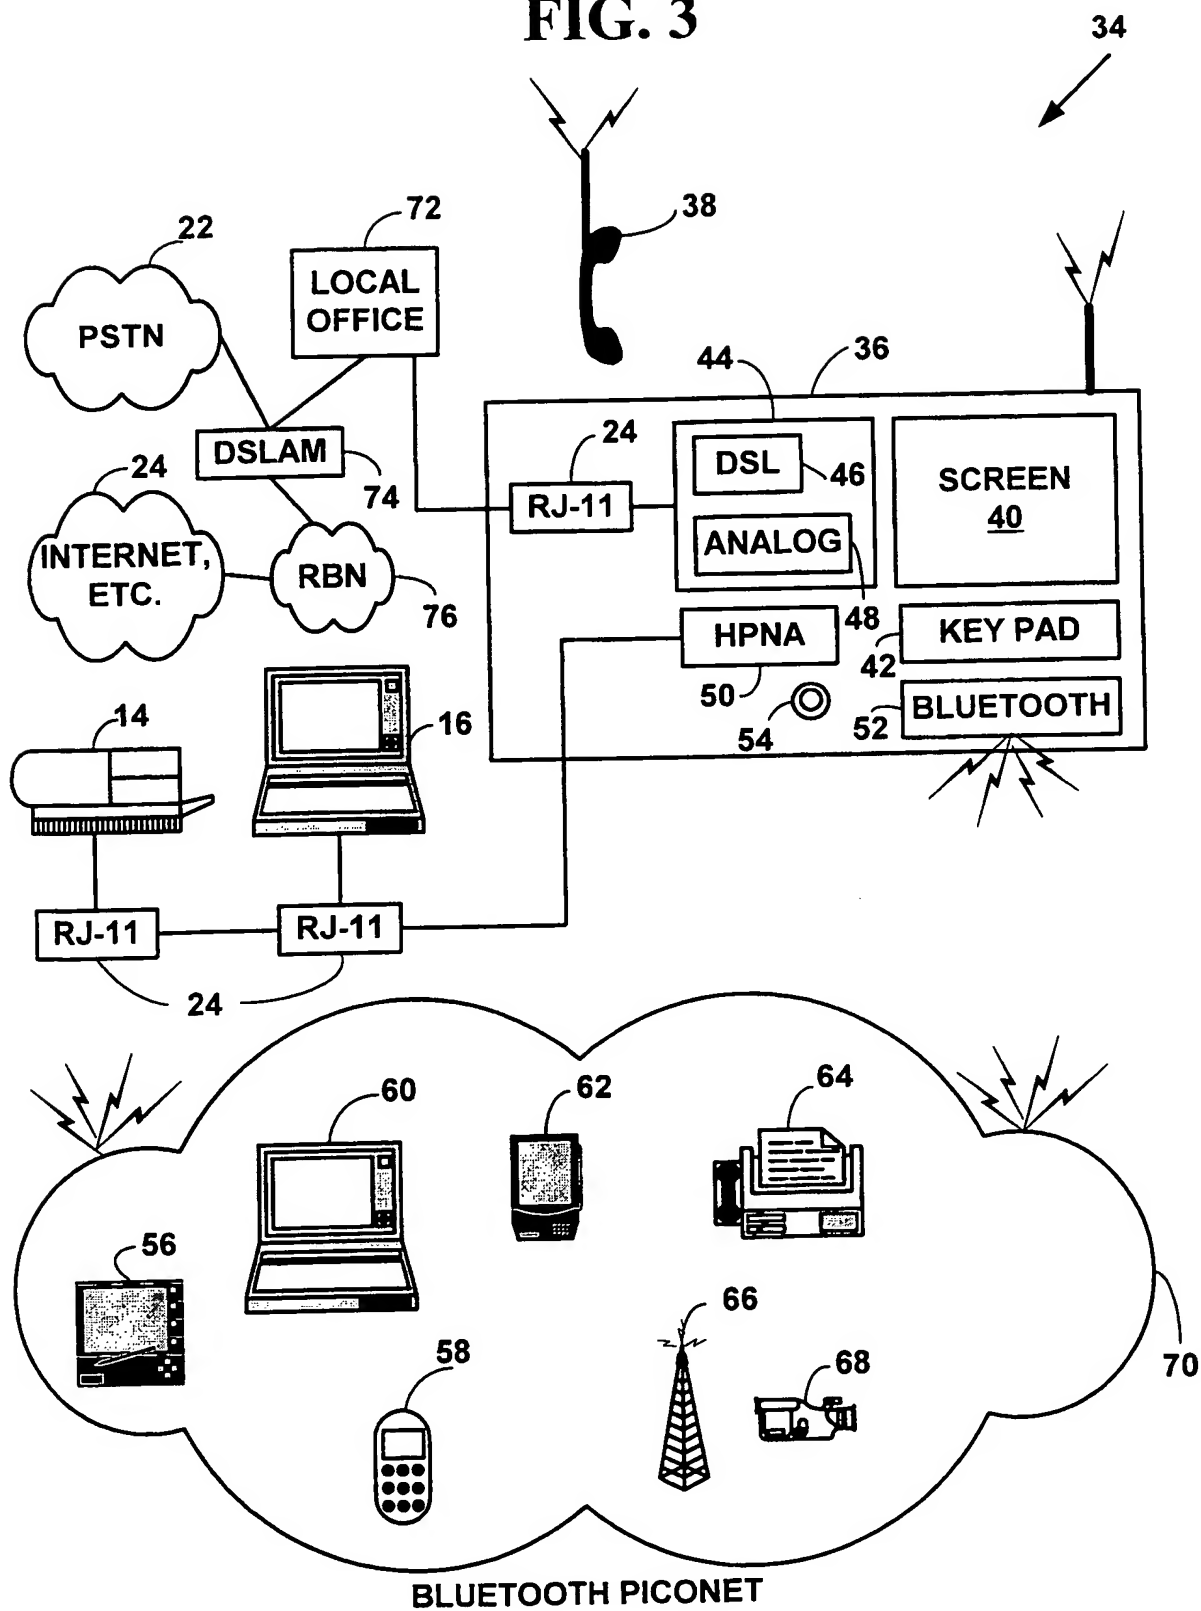 FIG. 3
34
38
72
22
LOCAL
OFFICE
PSTN
36
44
24
DSLAM
DSL
46
SCREEN
40
24
74
RJ-11
ANALOG
INTERNET,
ETC.
RBN
76
48
HPNA
KEY PAD
42
50
14
16
54
52
BLUETOOTH
RJ-11
RJ-11
24
60
62
64
56
66
58
68
70
BLUETOOTH PICONET